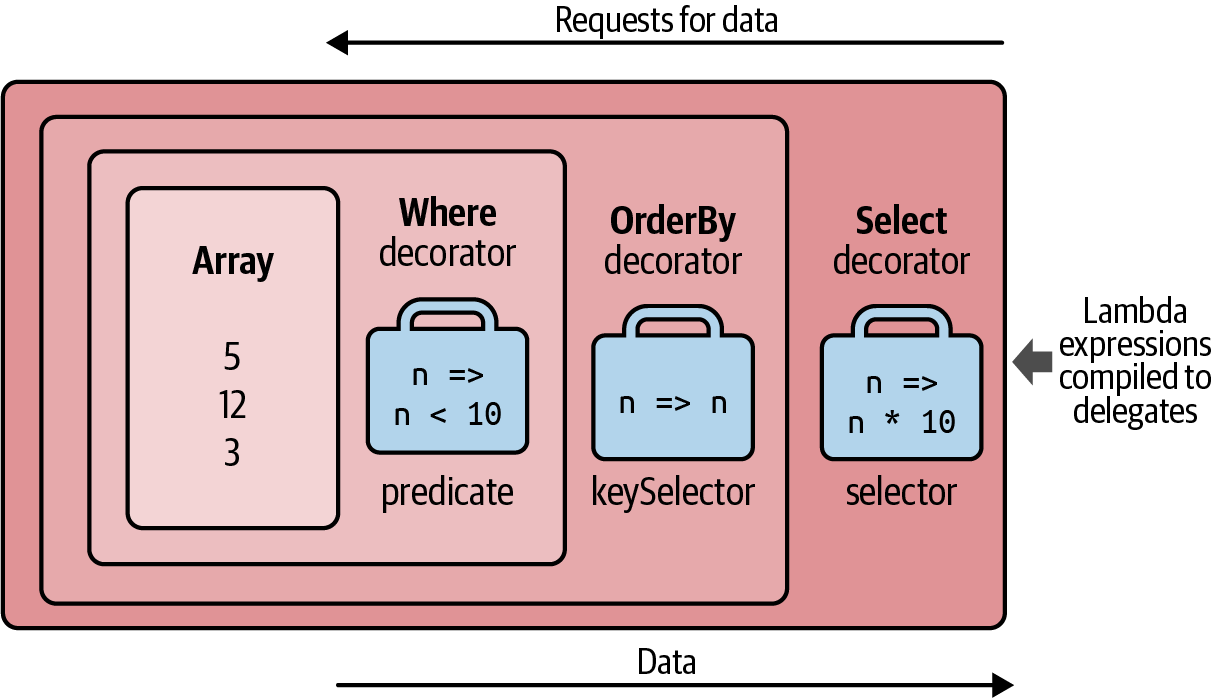 Requests for data
Array
5
12
3
Where
decorator
n =>
n < 10
predicate
OrderBy
decorator
n => n
keySelector
Select
decorator
n =>
n * 10
selector
Lambda
expressions
compiled to
delegates
Data